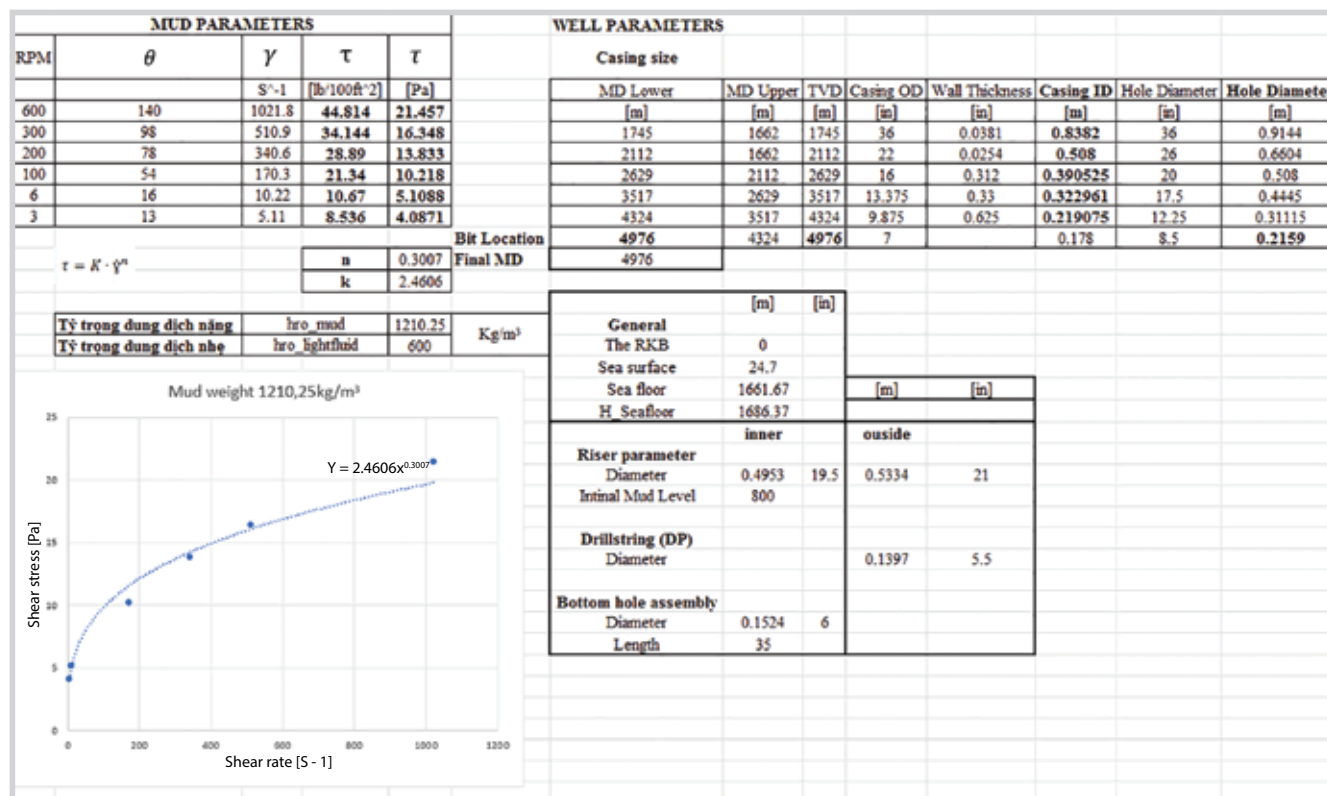 MUD PARAMETERS WELL PARAMETERS
RPM θ γ τ τ Casing size
S^-1 [lb/100ft^2] [Pa] MD Lower MD Upper TVD Casing OD Wall Thickness Casing ID Hole Diameter Hole Diamete
600 140 1021.8 44.814 21.457 [m] [m] [m] [in] [in] [m] [in] [m]
300 98 510.9 34.144 16.348 1745 1662 1745 36 0.0381 0.8382 36 0.9144
200 78 340.6 28.89 13.833 2112 1662 2112 22 0.0254 0.508 26 0.6604
100 54 170.3 21.34 10.218 2629 2112 2629 16 0.312 0.390525 20 0.508
6 16 10.22 10.67 5.1088 3517 2629 3517 13.375 0.33 0.322961 17.5 0.4445
3 13 5.11 8.536 4.0871 4324 3517 4324 9.875 0.625 0.219075 12.25 0.31115
Bit Location 4976 4324 4976 7 0.178 8.5 0.2159
τ = K · γ̇ⁿ n 0.3007 Final MD 4976
k 2.4606
[m] [in]
Tỷ trọng dung dịch nặng hro_mud 1210.25 Kg/m³ General
Tỷ trọng dung dịch nhẹ hro_lightfluid 600 The RKB 0
Sea surface 24.7
Sea floor 1661.67 [m] [in]
H_Seafloor 1686.37
inner ouside
Riser parameter
Diameter 0.4953 19.5 0.5334 21
Intinal Mud Level 800
Drillstring (DP)
Diameter 0.1397 5.5
Bottom hole assembly
Diameter 0.1524 6
Length 35
Mud weight 1210,25kg/m³
Y = 2.4606x^0.3007
Shear stress [Pa]
25
20
15
10
5
0
0 200 400 600 800 1000 1200
Shear rate [S - 1]